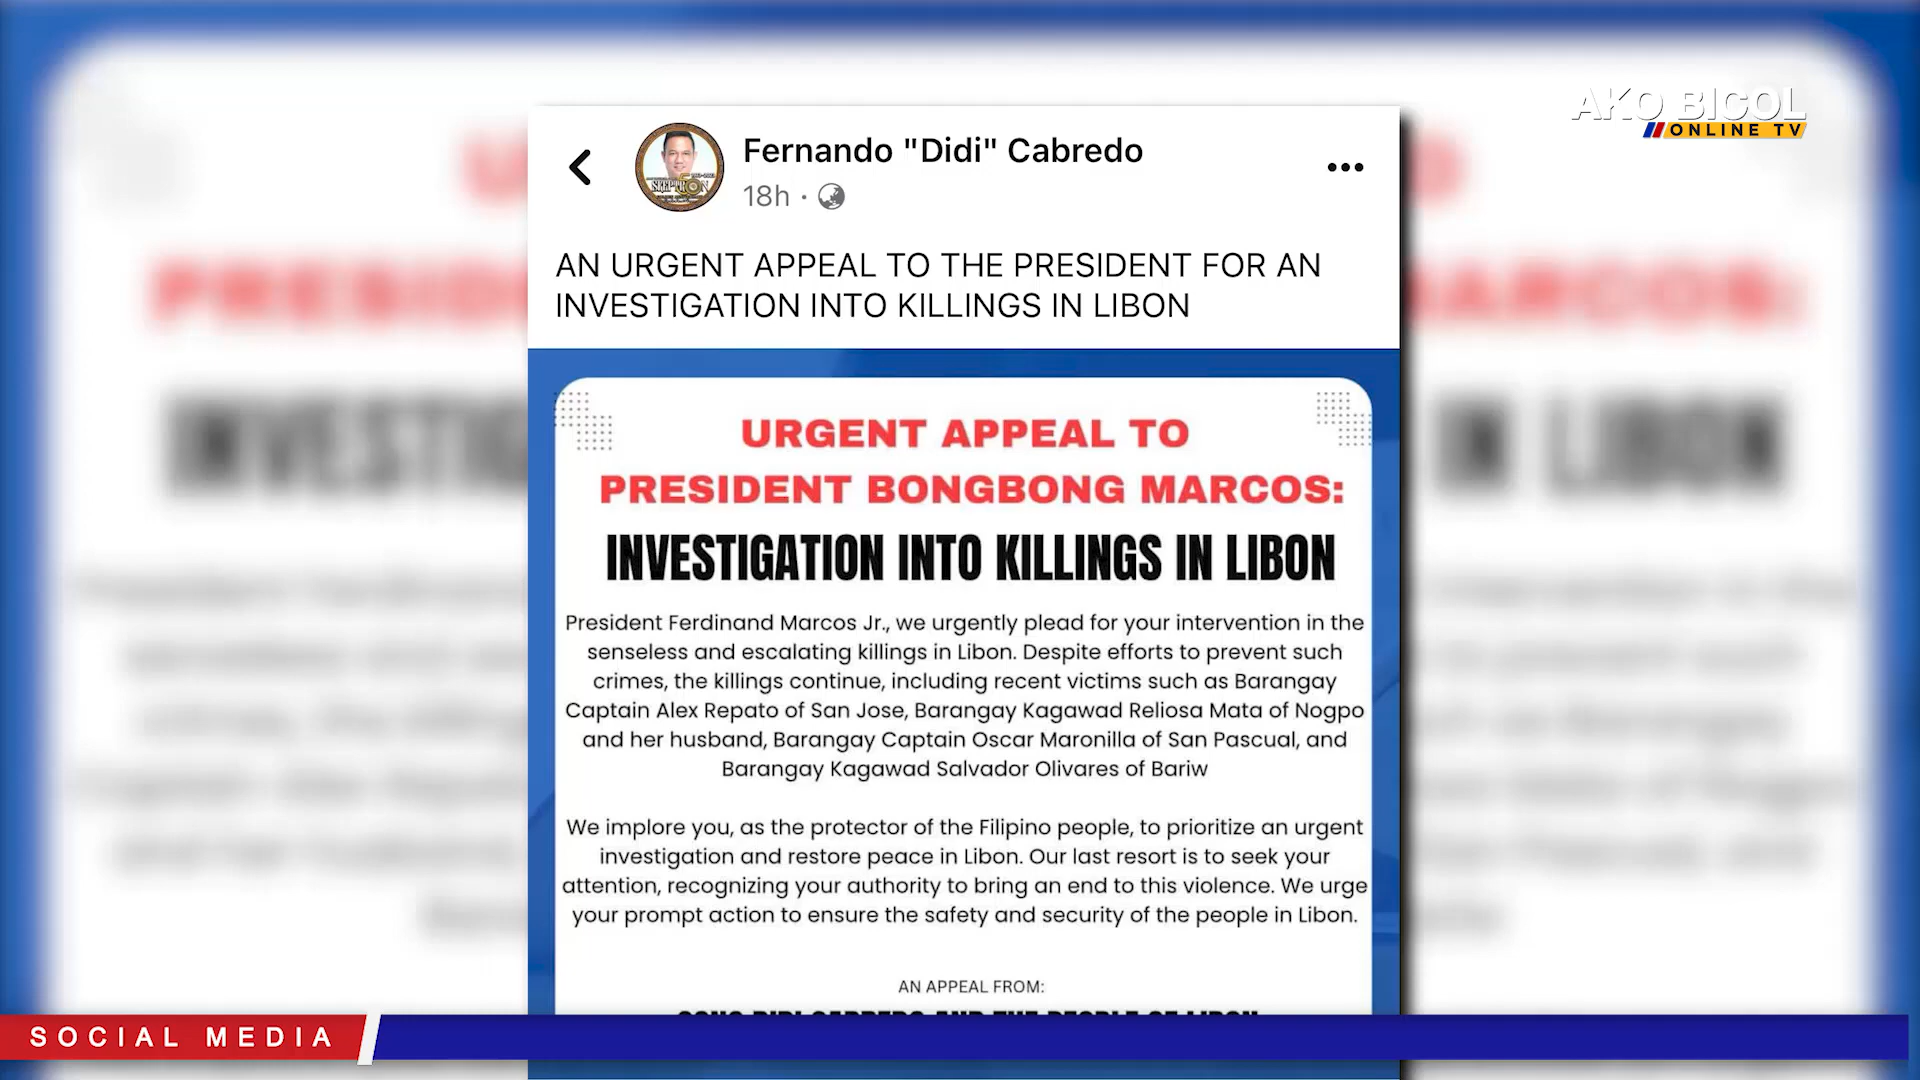 AKO BICOL
ONLINE TV
Fernando "Didi" Cabredo
18h ·
AN URGENT APPEAL TO THE PRESIDENT FOR AN
INVESTIGATION INTO KILLINGS IN LIBON
URGENT APPEAL TO
PRESIDENT BONGBONG MARCOS:
INVESTIGATION INTO KILLINGS IN LIBON
President Ferdinand Marcos Jr., we urgently plead for your intervention in the
senseless and escalating killings in Libon. Despite efforts to prevent such
crimes, the killings continue, including recent victims such as Barangay
Captain Alex Repato of San Jose, Barangay Kagawad Reliosa Mata of Nogpo
and her husband, Barangay Captain Oscar Maronilla of San Pascual, and
Barangay Kagawad Salvador Olivares of Bariw
We implore you, as the protector of the Filipino people, to prioritize an urgent
investigation and restore peace in Libon. Our last resort is to seek your
attention, recognizing your authority to bring an end to this violence. We urge
your prompt action to ensure the safety and security of the people in Libon.
AN APPEAL FROM:
SOCIAL MEDIA